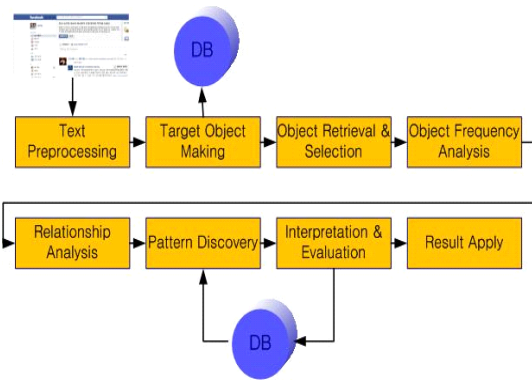 facebook
DB
Text
Preprocessing
Target Object
Making
Object Retrieval &
Selection
Object Frequency
Analysis
Relationship
Analysis
Pattern Discovery
Interpretation &
Evaluation
Result Apply
DB